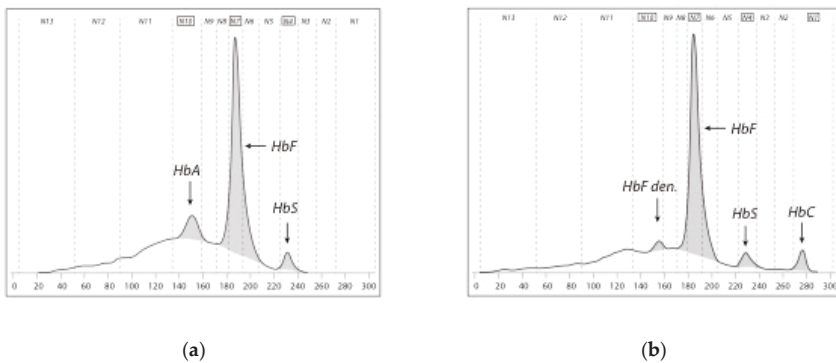 N13 N12 N11 N10 N9 N8 N7 N6 N5 N4 N3 N2 N1
HbF
HbA
HbS
0 20 40 60 80 100 120 140 160 180 200 220 240 260 280 300
(a)
N13 N12 N11 N10 N9 N8 N7 N6 N5 N4 N3 N2 N1
HbF
HbF den.
HbS
HbC
0 20 40 60 80 100 120 140 160 180 200 220 240 260 280 300
(b)